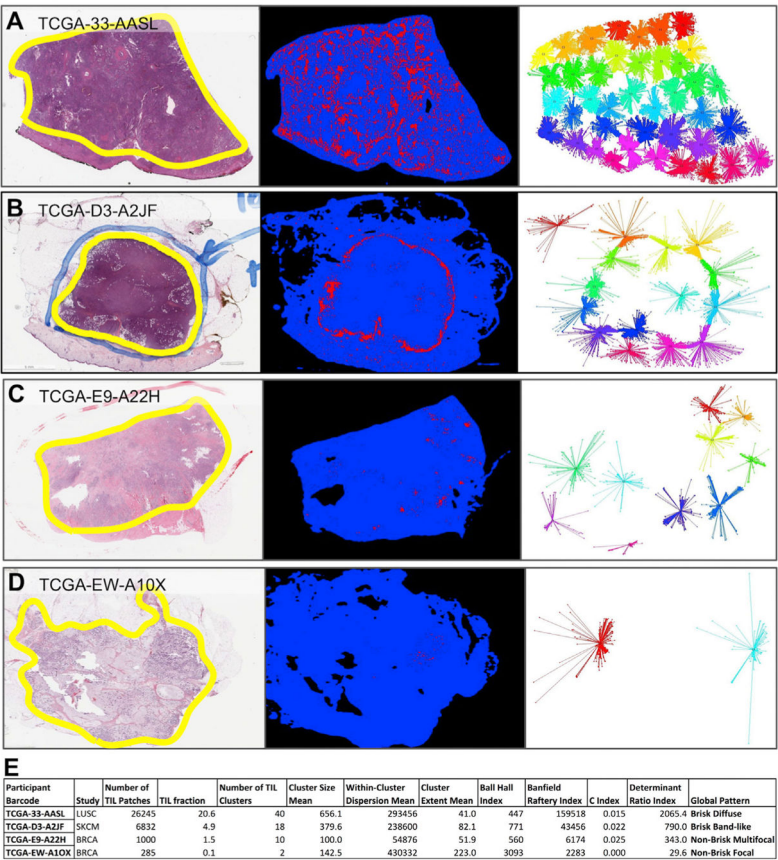 A TCGA-33-AASL
B TCGA-D3-A2JF
C TCGA-E9-A22H
D TCGA-EW-A10X
E
Participant Barcode Study Number of TIL Patches TIL fraction Number of TIL Clusters Cluster Size Mean Within-Cluster Dispersion Mean Cluster Extent Mean Ball Hall Index Banfield Raftery Index C Index Determinant Ratio Index Global Pattern
TCGA-33-AASL LUSC 26245 20.6 40 656.1 293456 41.0 447 159518 0.015 2065.4 Brisk Diffuse
TCGA-D3-A2JF SKCM 6832 4.9 18 379.6 238600 82.1 771 43456 0.022 790.0 Brisk Band-like
TCGA-E9-A22H BRCA 1000 1.5 10 100.0 54876 51.9 560 6174 0.025 343.0 Non-Brisk Multifocal
TCGA-EW-A1OX BRCA 285 0.1 2 142.5 430332 223.0 3093 2283 0.000 29.6 Non-Brisk Focal